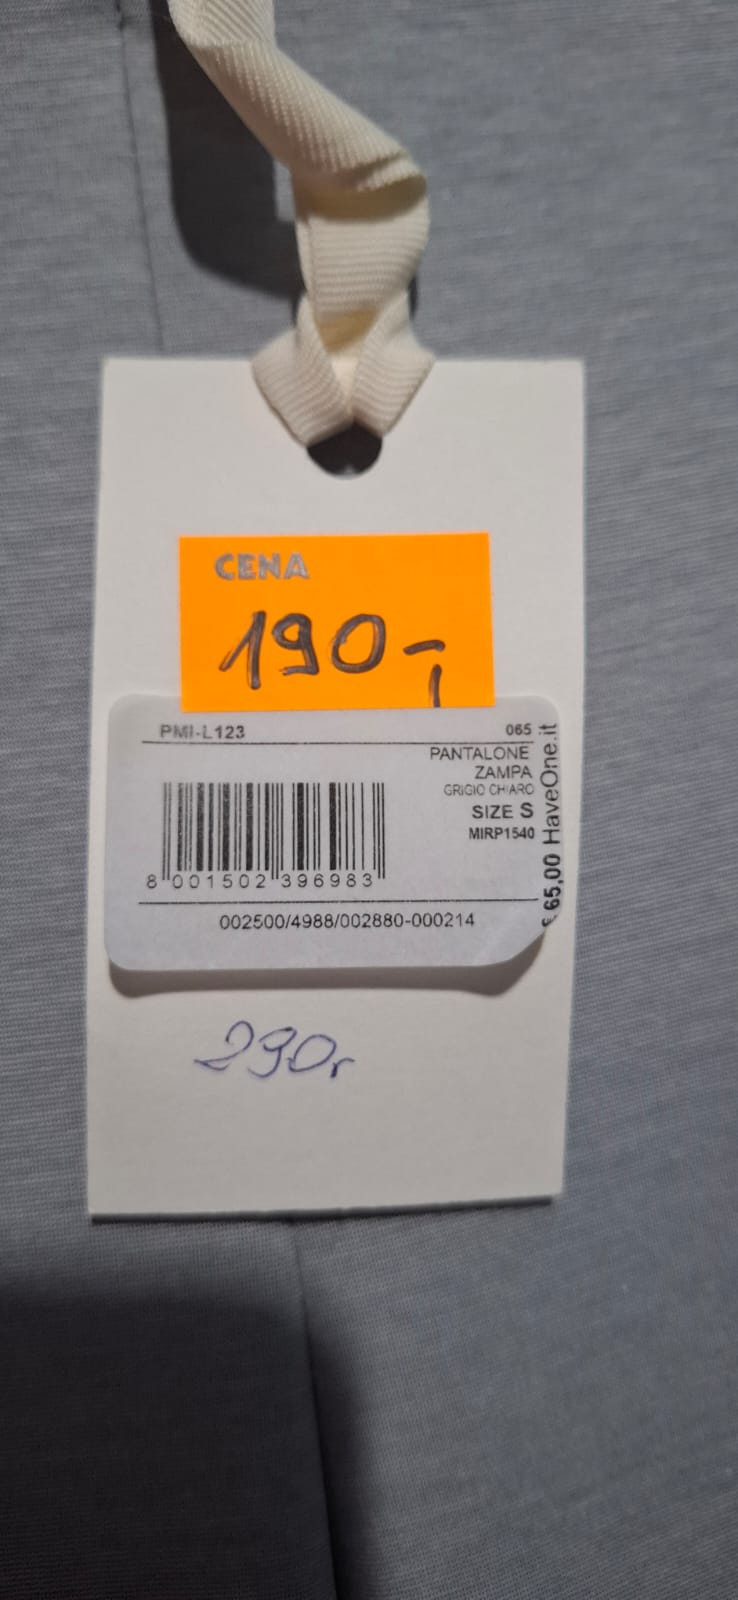 CENA
190,-
PMI-L123 065
PANTALONE
ZAMPA
GRIGIO CHIARO
SIZE S
MIRP1540
8 001502 396983
002500/4988/002880-000214
€ 65,00 HaveOne.it
290,-